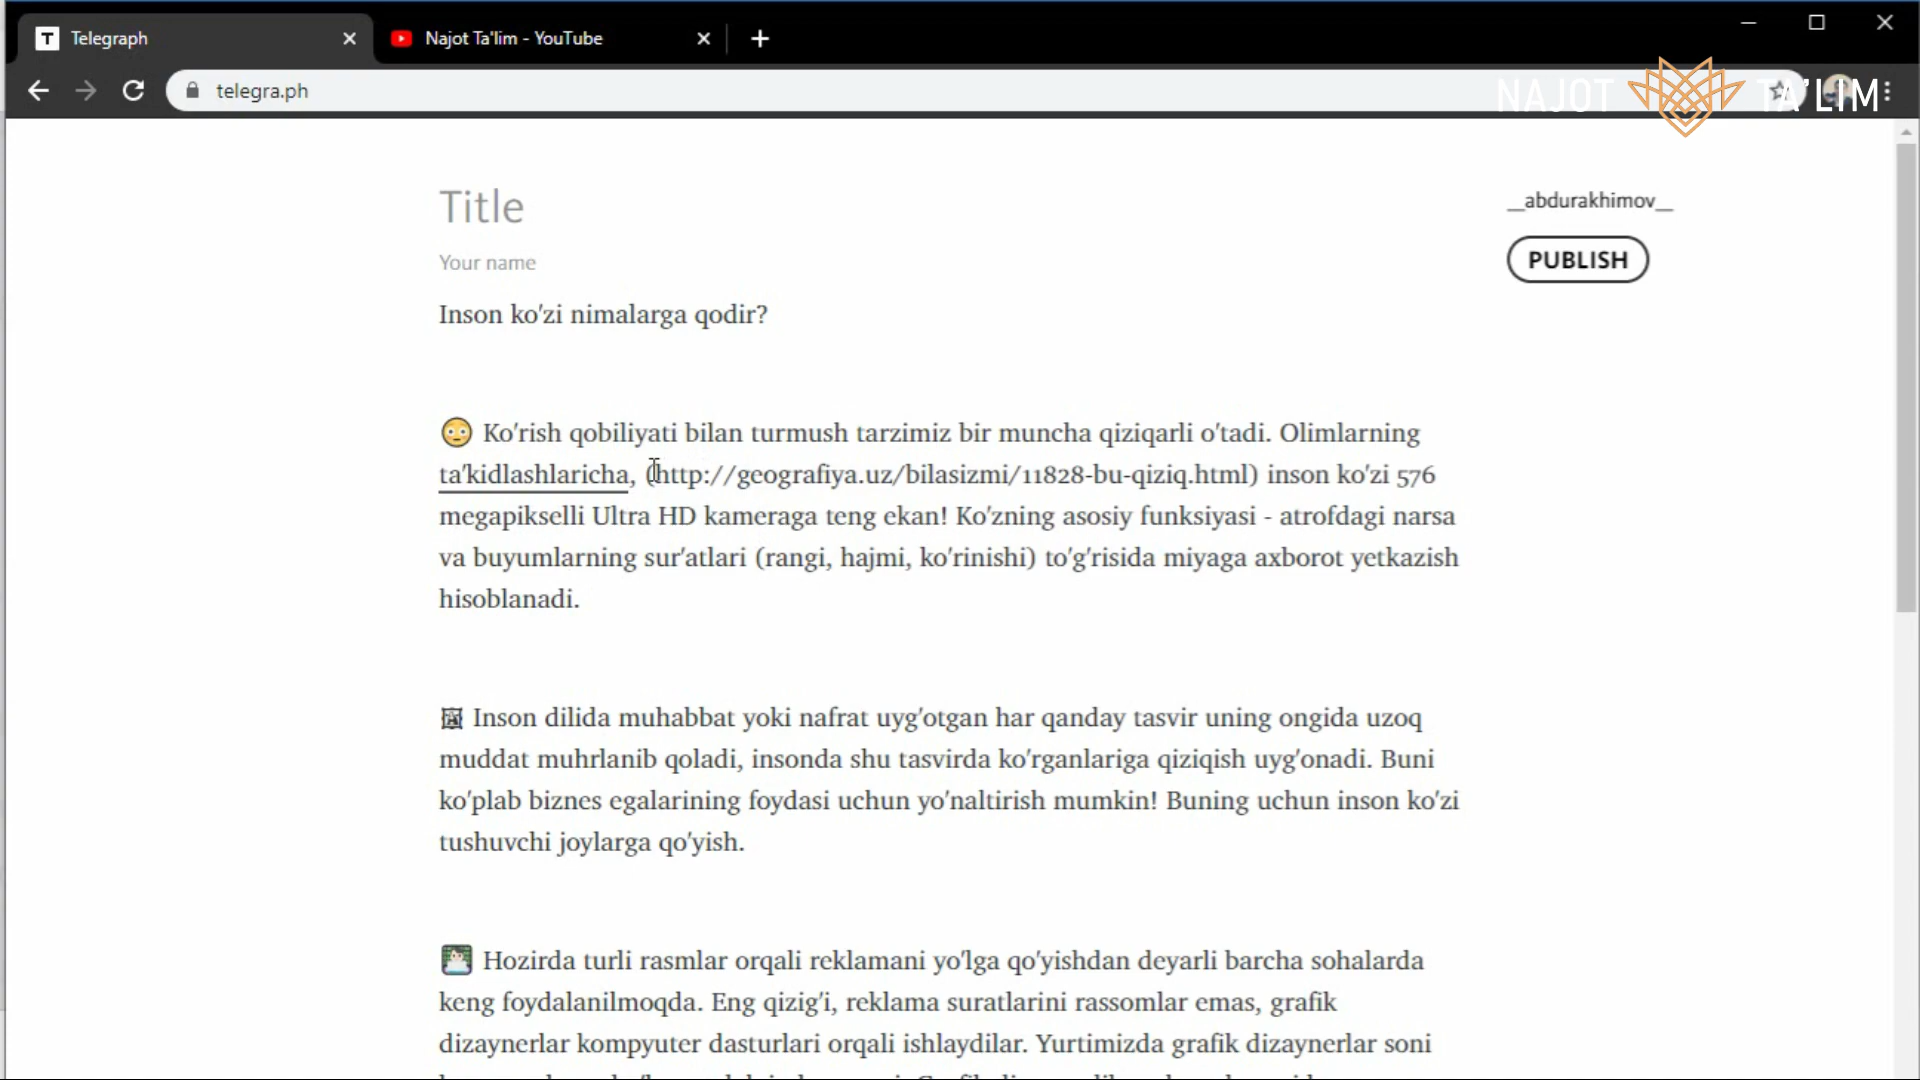 Telegraph
Najot Ta'lim - YouTube
telegra.ph
NAJOT TA'LIM
Title
__abdurakhimov__
Your name
PUBLISH
Inson ko'zi nimalarga qodir?
😳 Ko'rish qobiliyati bilan turmush tarzimiz bir muncha qiziqarli o'tadi. Olimlarning
ta'kidlashlaricha, (http://geografiya.uz/bilasizmi/11828-bu-qiziq.html) inson ko'zi 576
megapikselli Ultra HD kameraga teng ekan! Ko'zning asosiy funksiyasi - atrofdagi narsa
va buyumlarning sur'atlari (rangi, hajmi, ko'rinishi) to'g'risida miyaga axborot yetkazish
hisoblanadi.
🖼 Inson dilida muhabbat yoki nafrat uyg'otgan har qanday tasvir uning ongida uzoq
muddat muhrlanib qoladi, insonda shu tasvirda ko'rganlariga qiziqish uyg'onadi. Buni
ko'plab biznes egalarining foydasi uchun yo'naltirish mumkin! Buning uchun inson ko'zi
tushuvchi joylarga qo'yish.
Hozirda turli rasmlar orqali reklamani yo'lga qo'yishdan deyarli barcha sohalarda
keng foydalanilmoqda. Eng qizig'i, reklama suratlarini rassomlar emas, grafik
dizaynerlar kompyuter dasturlari orqali ishlaydilar. Yurtimizda grafik dizaynerlar soni